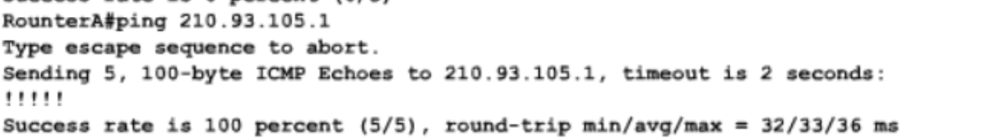 Success rate is 0 percent (0/5)
RounterA#ping 210.93.105.1
Type escape sequence to abort.
Sending 5, 100-byte ICMP Echoes to 210.93.105.1, timeout is 2 seconds:
!!!!!
Success rate is 100 percent (5/5), round-trip min/avg/max = 32/33/36 ms